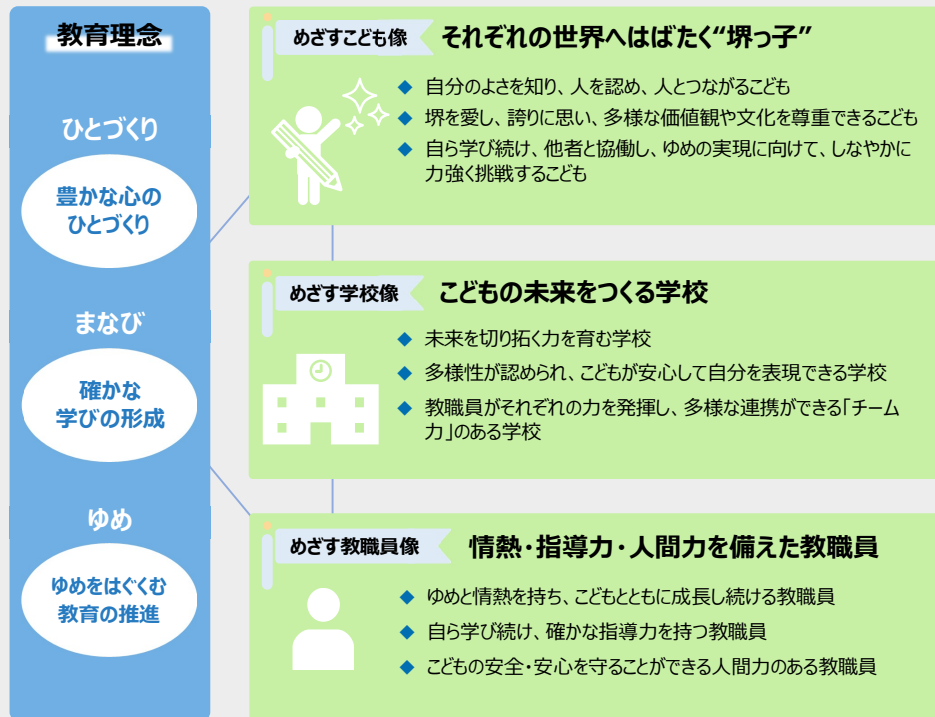 教育理念
ひとづくり
豊かな心の
ひとづくり
まなび
確かな
学びの形成
ゆめ
ゆめをはぐくむ
教育の推進
めざすこども像
それぞれの世界へはばたく“堺っ子”
◆ 自分のよさを知り、人を認め、人とつながるこども
◆ 堺を愛し、誇りに思い、多様な価値観や文化を尊重できるこども
◆ 自ら学び続け、他者と協働し、ゆめの実現に向けて、しなやかに
力強く挑戦するこども
めざす学校像
こどもの未来をつくる学校
◆ 未来を切り拓く力を育む学校
◆ 多様性が認められ、こどもが安心して自分を表現できる学校
◆ 教職員がそれぞれの力を発揮し、多様な連携ができる「チーム
力」のある学校
めざす教職員像
情熱・指導力・人間力を備えた教職員
◆ ゆめと情熱を持ち、こどもとともに成長し続ける教職員
◆ 自ら学び続け、確かな指導力を持つ教職員
◆ こどもの安全・安心を守ることができる人間力のある教職員